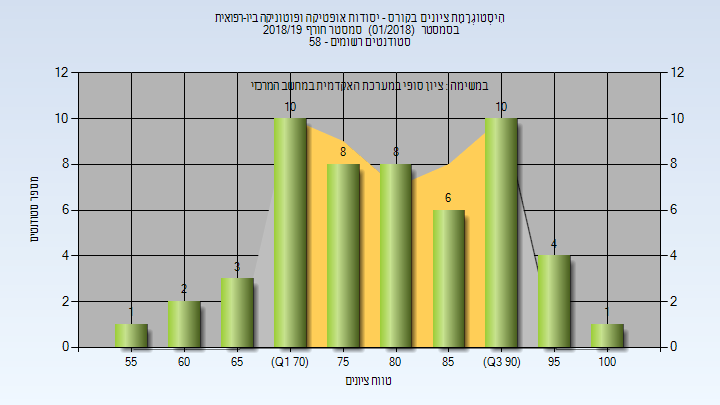 הִיסְטוֹגְרָמַת ציונים בקורס - יסודות אופטיקה ופוטוניקה ביו-רפואית
בסמסטר (01/2018) סמסטר חורף 2018/19
סטודנטים רשומים - 58
במשימה : ציון סופי במערכת האקדמית במחשב המרכזי
מספר סטודנטים
12 12
10 10
8 8
6 6
4 4
2 2
0 0
1 2 3 10 8 8 6 10 4 1
55 60 65 (Q1 70) 75 80 85 (Q3 90) 95 100
טווח ציונים